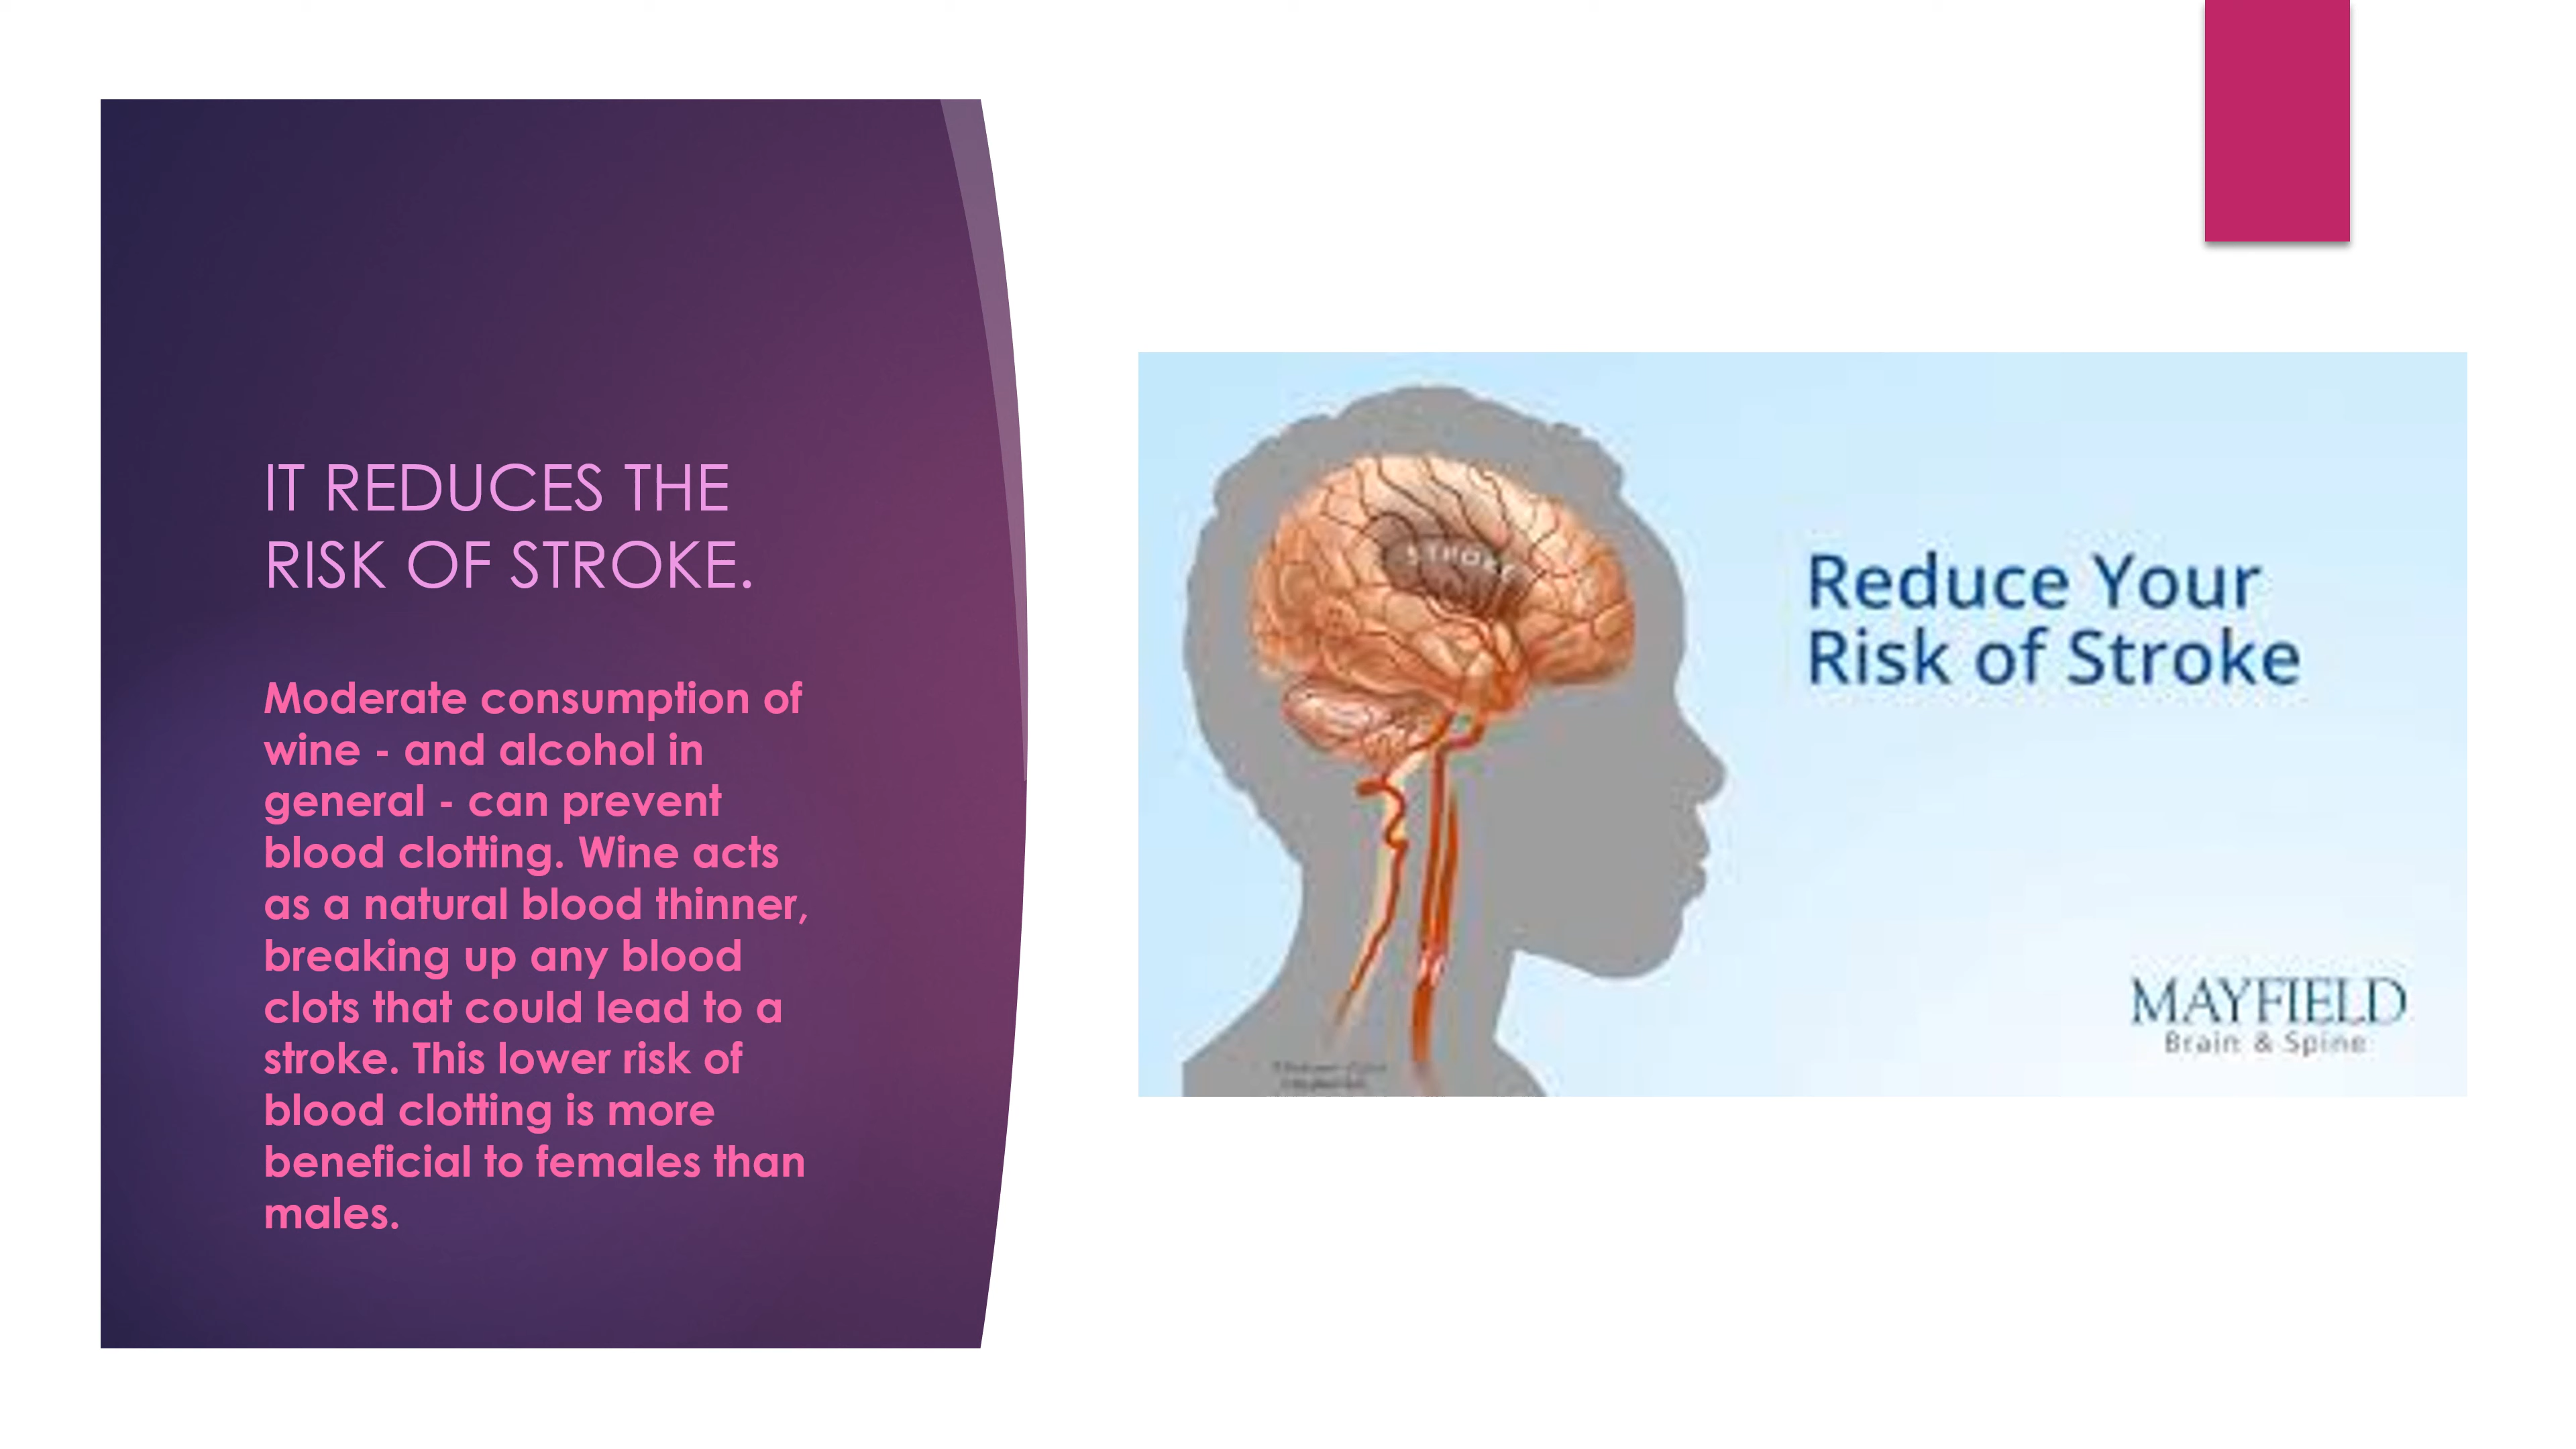 IT REDUCES THE
RISK OF STROKE.
Moderate consumption of
wine - and alcohol in
general - can prevent
blood clotting. Wine acts
as a natural blood thinner,
breaking up any blood
clots that could lead to a
stroke. This lower risk of
blood clotting is more
beneficial to females than
males.
STROKE
Reduce Your
Risk of Stroke
MAYFIELD
Brain & Spine